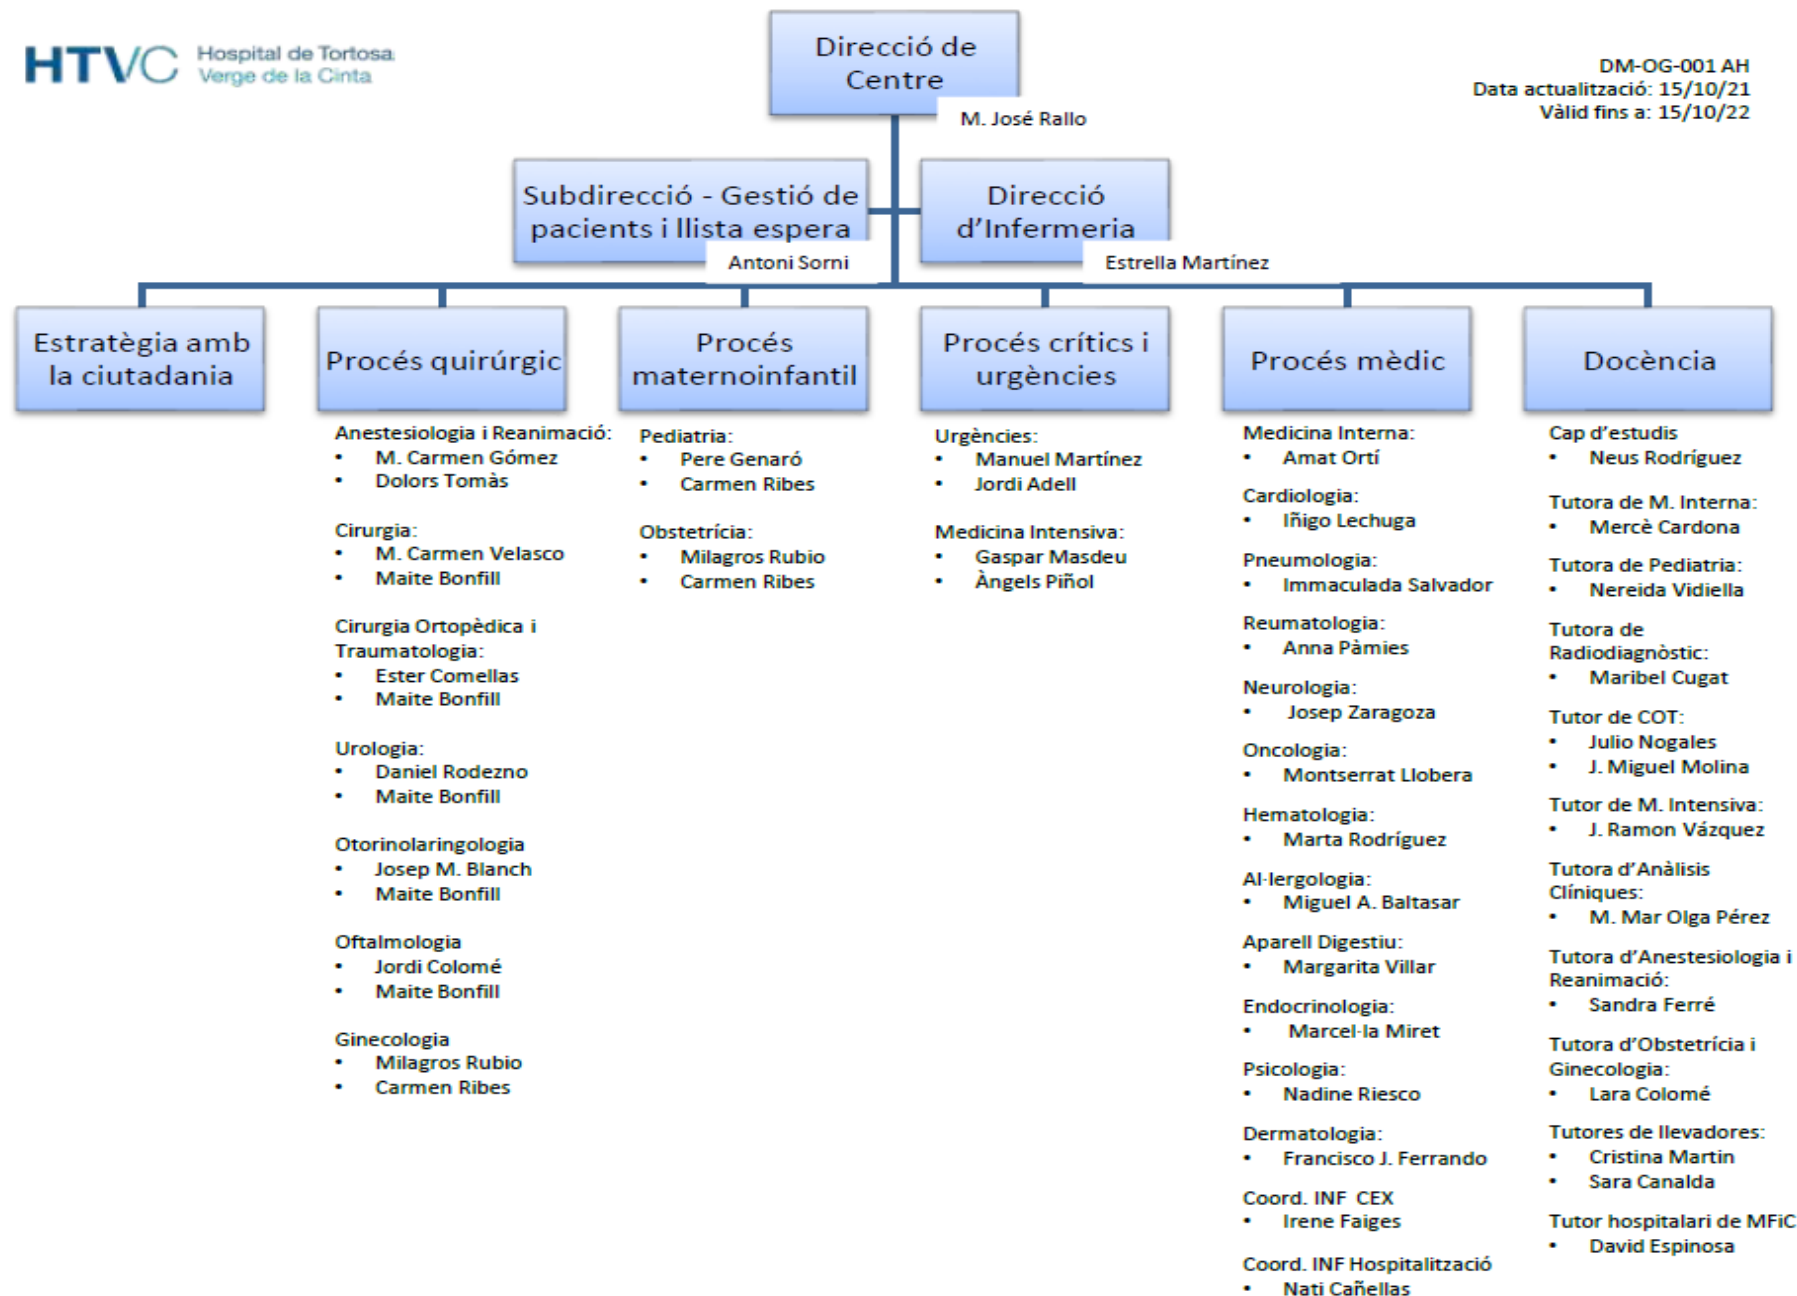 HTVC Hospital de Tortosa
Verge de la Cinta
DM-OG-001 AH
Data actualització: 15/10/21
Vàlid fins a: 15/10/22
Direcció de
Centre
M. José Rallo
Subdirecció - Gestió de
pacients i llista espera
Antoni Sorni
Direcció
d'Infermeria
Estrella Martínez
Estratègia amb
la ciutadania
Procés quirúrgic
Anestesiologia i Reanimació:
• M. Carmen Gómez
• Dolors Tomàs
Cirurgia:
• M. Carmen Velasco
• Maite Bonfill
Cirurgia Ortopèdica i
Traumatologia:
• Ester Comellas
• Maite Bonfill
Urologia:
• Daniel Rodezno
• Maite Bonfill
Otorinolaringologia
• Josep M. Blanch
• Maite Bonfill
Oftalmologia
• Jordi Colomé
• Maite Bonfill
Ginecologia
• Milagros Rubio
• Carmen Ribes
Procés
maternoinfantil
Pediatria:
• Pere Genaró
• Carmen Ribes
Obstetrícia:
• Milagros Rubio
• Carmen Ribes
Procés crítics i
urgències
Urgències:
• Manuel Martínez
• Jordi Adell
Medicina Intensiva:
• Gaspar Masdeu
• Àngels Piñol
Procés mèdic
Medicina Interna:
• Amat Ortí
Cardiologia:
• Iñigo Lechuga
Pneumologia:
• Immaculada Salvador
Reumatologia:
• Anna Pàmies
Neurologia:
• Josep Zaragoza
Oncologia:
• Montserrat Llobera
Hematologia:
• Marta Rodríguez
Al·lergologia:
• Miguel A. Baltasar
Aparell Digestiu:
• Margarita Villar
Endocrinologia:
• Marcel·la Miret
Psicologia:
• Nadine Riesco
Dermatologia:
• Francisco J. Ferrando
Coord. INF CEX
• Irene Faiges
Coord. INF Hospitalització
• Nati Cañellas
Docència
Cap d'estudis
• Neus Rodríguez
Tutora de M. Interna:
• Mercè Cardona
Tutora de Pediatria:
• Nereida Vidiella
Tutora de
Radiodiagnòstic:
• Maribel Cugat
Tutor de COT:
• Julio Nogales
• J. Miguel Molina
Tutor de M. Intensiva:
• J. Ramon Vázquez
Tutora d'Anàlisis
Clíniques:
• M. Mar Olga Pérez
Tutora d'Anestesiologia i
Reanimació:
• Sandra Ferré
Tutora d'Obstetrícia i
Ginecologia:
• Lara Colomé
Tutores de llevadores:
• Cristina Martin
• Sara Canalda
Tutor hospitalari de MFiC
• David Espinosa